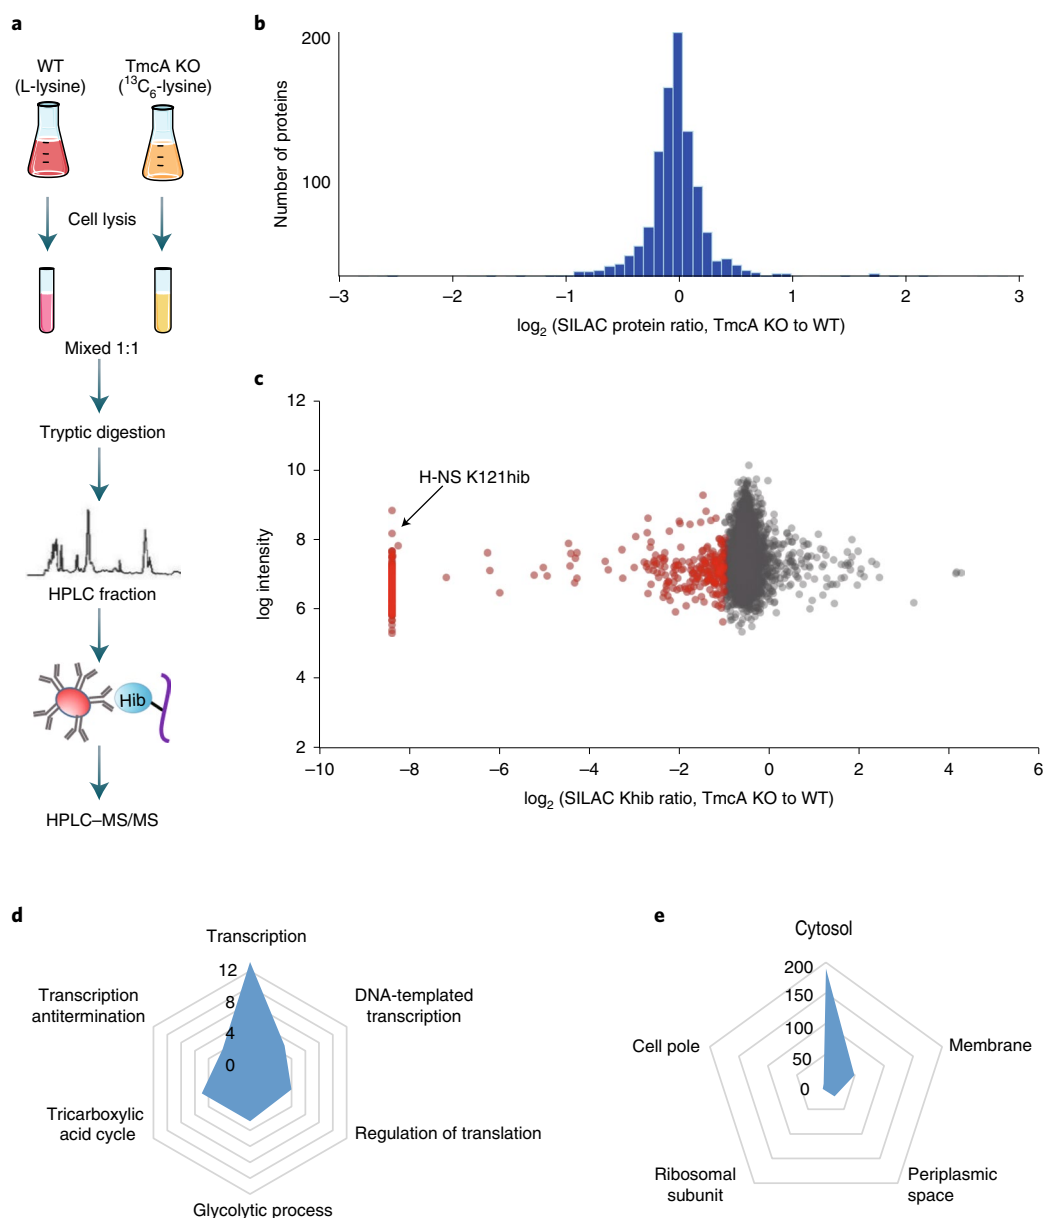 a
WT
(L-lysine)
TmcA KO
(¹³C₆-lysine)
Cell lysis
Mixed 1:1
Tryptic digestion
HPLC fraction
Hib
HPLC–MS/MS
b
Number of proteins
200
100
–3 –2 –1 0 1 2 3
log₂ (SILAC protein ratio, TmcA KO to WT)
c
log intensity
12
10
8
6
4
2
H-NS K121hib
–10 –8 –6 –4 –2 0 2 4 6
log₂ (SILAC Khib ratio, TmcA KO to WT)
d
Transcription
12
8
4
0
DNA-templated
transcription
Regulation of translation
Glycolytic process
Tricarboxylic
acid cycle
Transcription
antitermination
e
Cytosol
200
150
100
50
0
Membrane
Periplasmic
space
Ribosomal
subunit
Cell pole